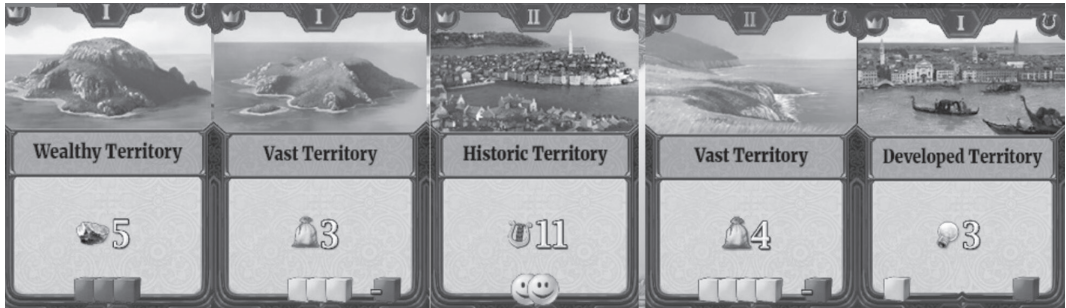 I
I
II
II
I
Wealthy Territory
Vast Territory
Historic Territory
Vast Territory
Developed Territory
5
3
11
4
3